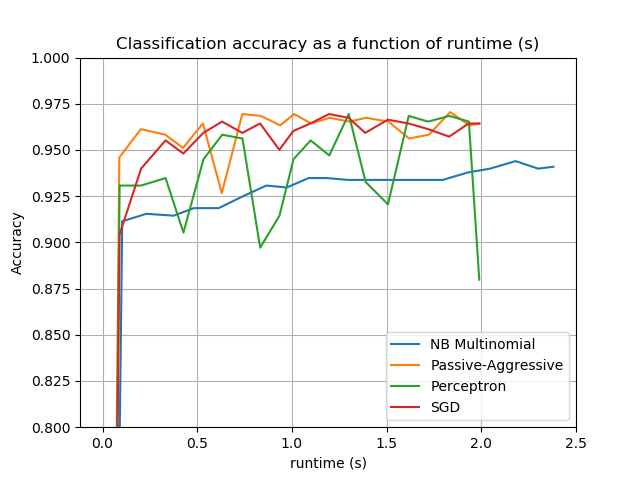 Classification accuracy as a function of runtime (s)
1.000
0.975
0.950
0.925
0.900
0.875
0.850
0.825
0.800
Accuracy
NB Multinomial
Passive-Aggressive
Perceptron
SGD
0.0 0.5 1.0 1.5 2.0 2.5
runtime (s)